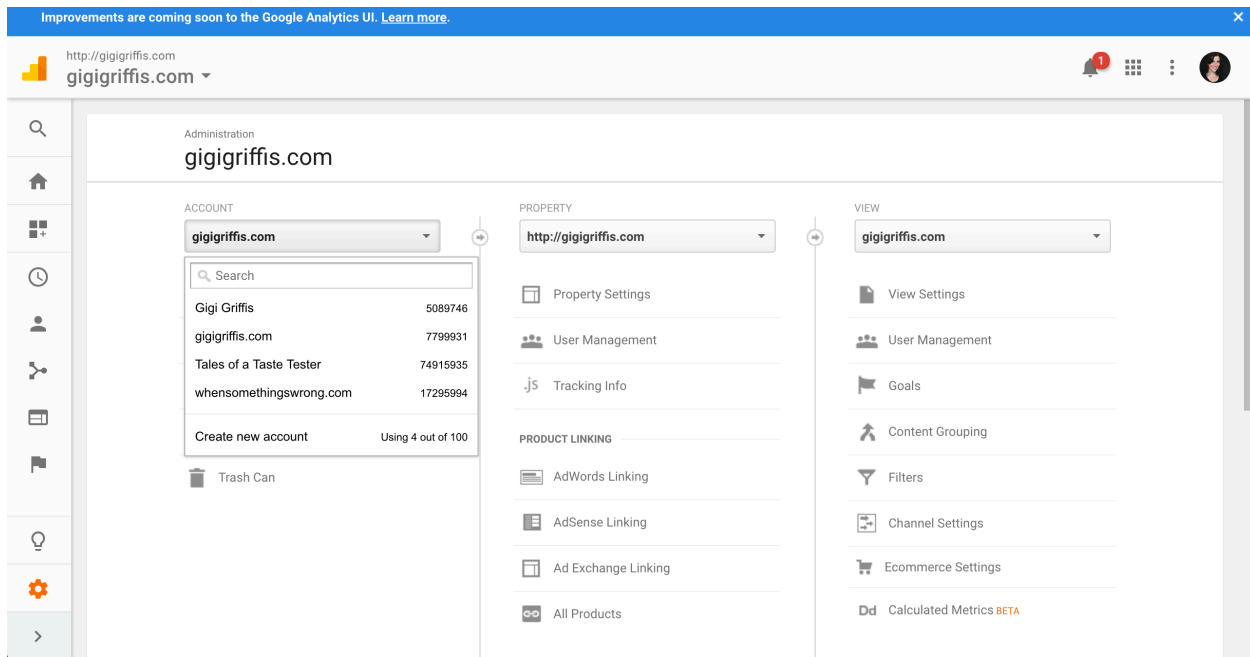 Improvements are coming soon to the Google Analytics UI. Learn more.
http://gigigriffis.com
gigigriffis.com
1
Administration
gigigriffis.com
ACCOUNT
gigigriffis.com
Search
Gigi Griffis 5089746
gigigriffis.com 7799931
Tales of a Taste Tester 74915935
whensomethingswrong.com 17295994
Create new account Using 4 out of 100
Trash Can
PROPERTY
http://gigigriffis.com
Property Settings
User Management
.js Tracking Info
PRODUCT LINKING
AdWords Linking
AdSense Linking
Ad Exchange Linking
All Products
VIEW
gigigriffis.com
View Settings
User Management
Goals
Content Grouping
Filters
Channel Settings
Ecommerce Settings
Dd Calculated Metrics BETA